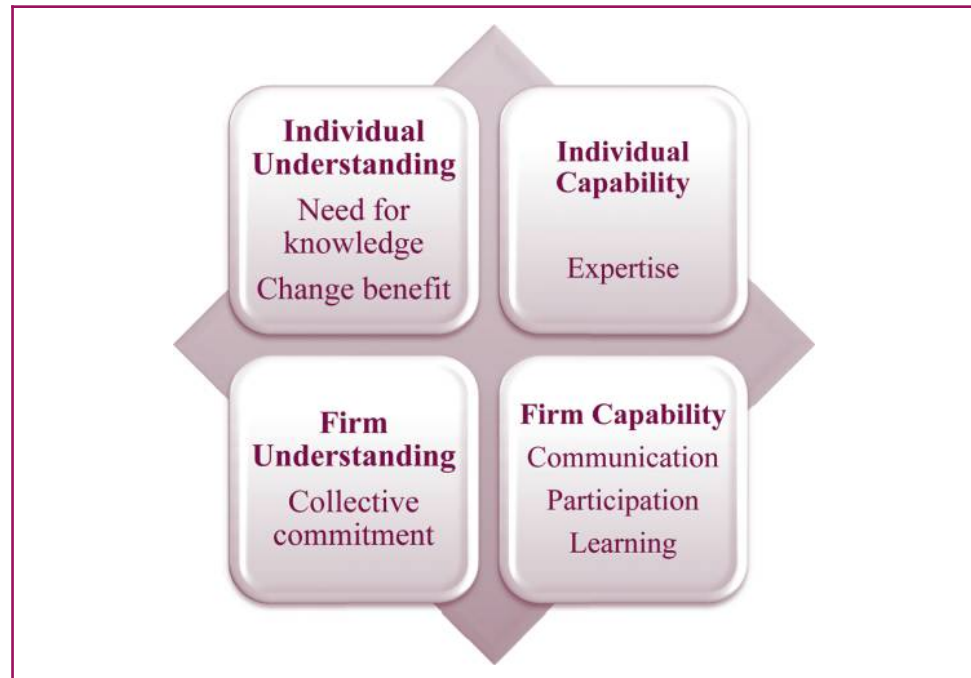 Individual
Understanding
Need for
knowledge
Change benefit
Individual
Capability
Expertise
Firm
Understanding
Collective
commitment
Firm Capability
Communication
Participation
Learning